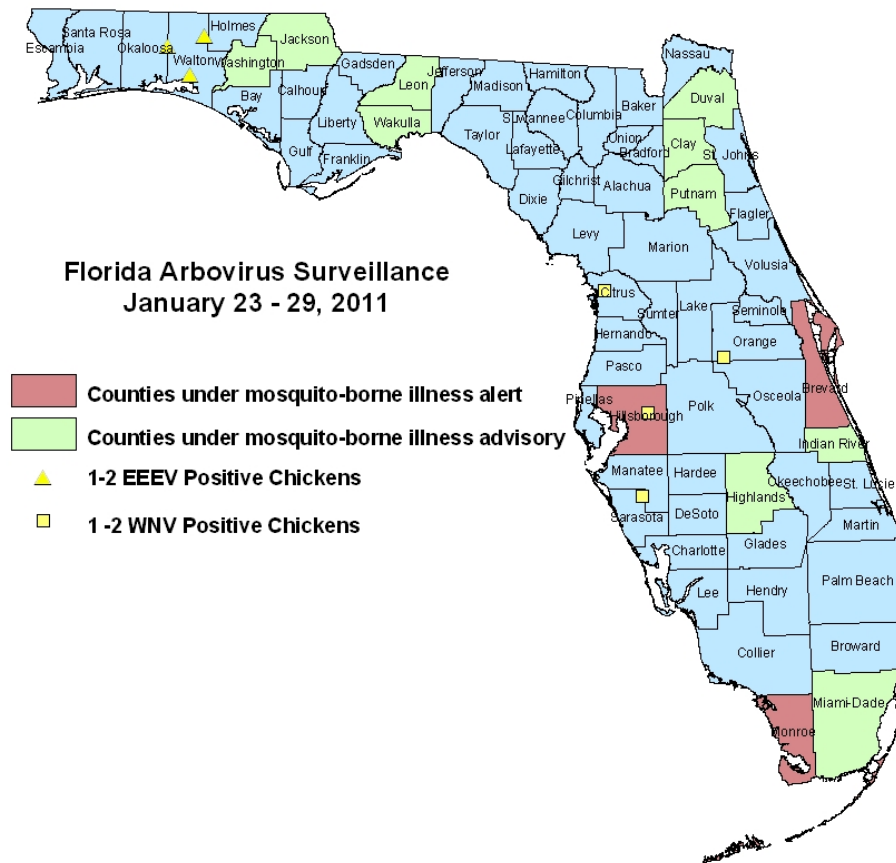 Holmes
Santa Rosa
Jackson
Escambia
Okaloosa
Walton
Washington
Gadsden
Jefferson
Leon
Madison
Hamilton
Nassau
Bay
Calhoun
Liberty
Wakulla
Taylor
Suwannee
Columbia
Baker
Duval
Gulf
Franklin
Lafayette
Union
Bradford
Clay
St. Johns
Dixie
Gilchrist
Alachua
Putnam
Flagler
Levy
Marion
Volusia
Florida Arbovirus Surveillance
January 23 - 29, 2011
Citrus
Sumter
Lake
Seminole
Hernando
Orange
Pasco
Counties under mosquito-borne illness alert
Pinellas
Hillsborough
Polk
Osceola
Brevard
Counties under mosquito-borne illness advisory
Indian River
1-2 EEEV Positive Chickens
Manatee
Hardee
Highlands
Okeechobee
St. Lucie
1 -2 WNV Positive Chickens
Sarasota
DeSoto
Martin
Charlotte
Glades
Lee
Hendry
Palm Beach
Collier
Broward
Miami-Dade
Monroe